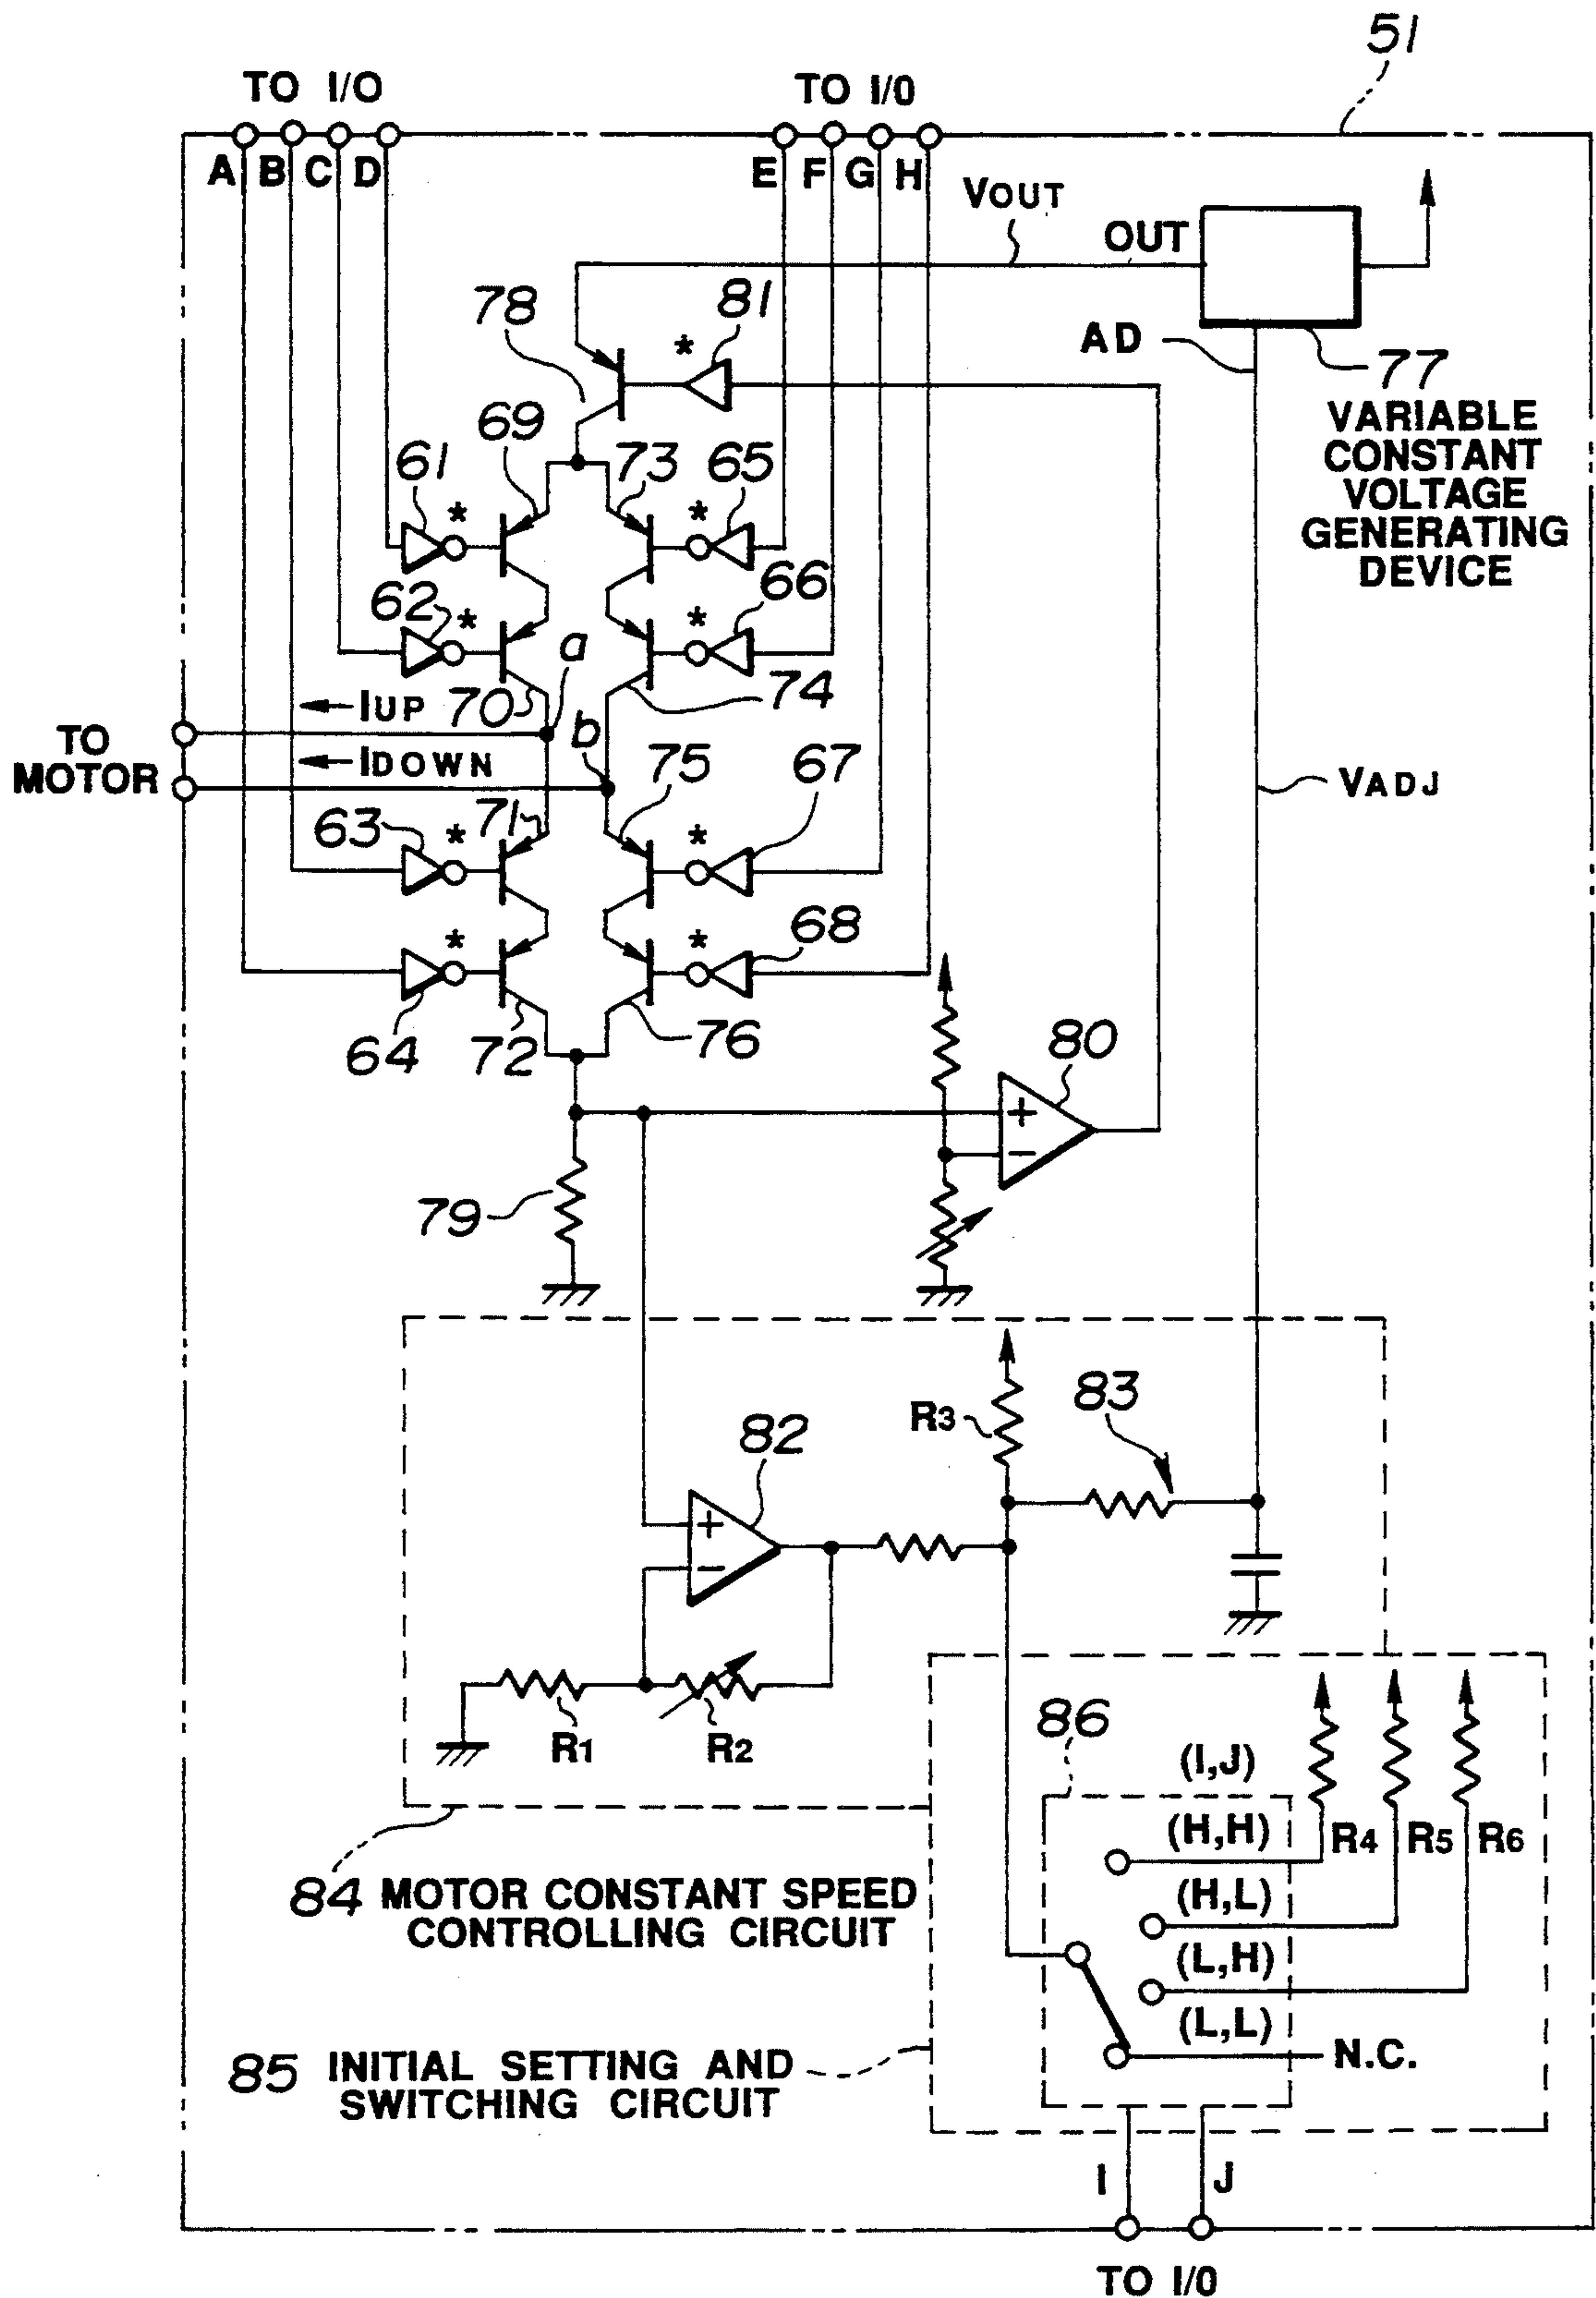 51
TO I/O
TO I/O
A B C D
E F G H
VOUT
OUT
78
* 81
AD
77
VARIABLE
CONSTANT
VOLTAGE
GENERATING
DEVICE
69
61 *
73
* 65
62 *
* 66
a
←IUP
70
74
TO
MOTOR
b
←IDOWN
75
67
VADJ
63 *
71
*
*
* 68
64
72
76
80
+
−
79
R3
83
82
+
−
R1
R2
86
(I,J)
(H,H)
R4 R5 R6
(H,L)
84 MOTOR CONSTANT SPEED
CONTROLLING CIRCUIT
(L,H)
(L,L)
N.C.
85 INITIAL SETTING AND
SWITCHING CIRCUIT
I J
TO I/O